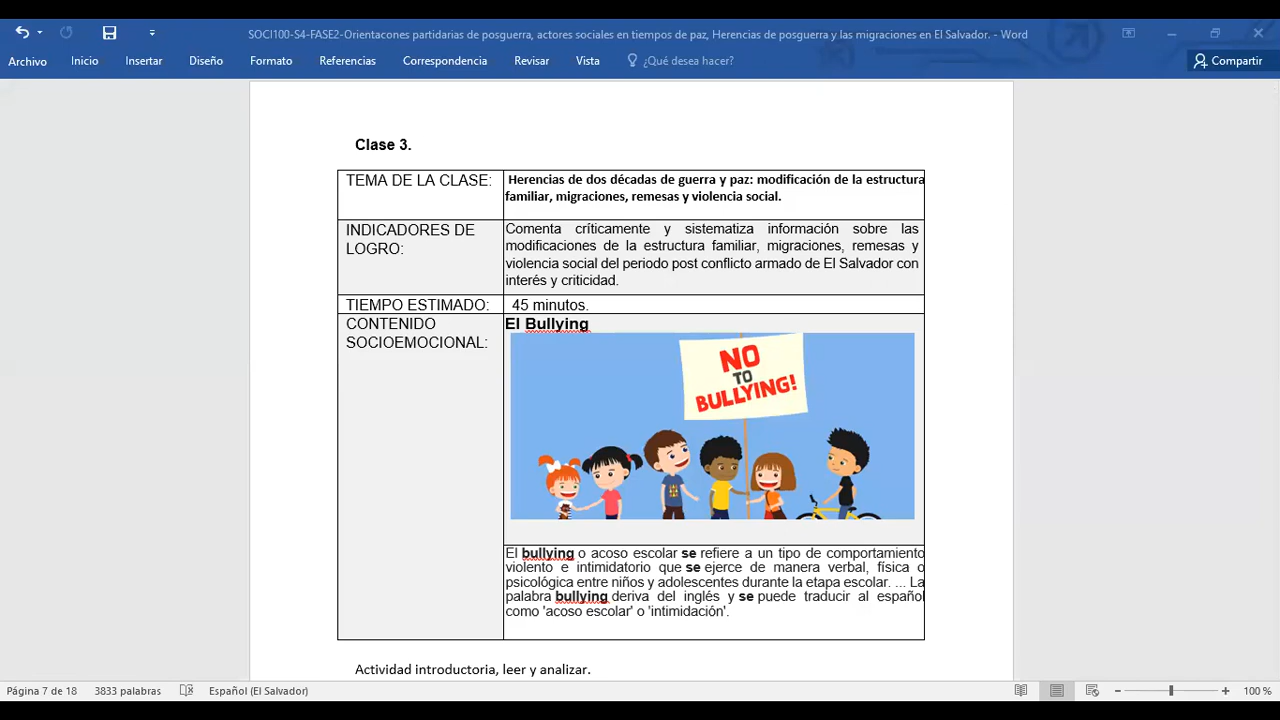 SOCI100-S4-FASE2-Orientacones partidarias de posguerra, actores sociales en tiempos de paz, Herencias de posguerra y las migraciones en El Salvador. - Word
Archivo Inicio Insertar Diseño Formato Referencias Correspondencia Revisar Vista ¿Qué desea hacer? Compartir
Clase 3.
TEMA DE LA CLASE:
Herencias de dos décadas de guerra y paz: modificación de la estructura
familiar, migraciones, remesas y violencia social.
INDICADORES DE
LOGRO:
Comenta críticamente y sistematiza información sobre las
modificaciones de la estructura familiar, migraciones, remesas y
violencia social del periodo post conflicto armado de El Salvador con
interés y criticidad.
TIEMPO ESTIMADO:
45 minutos.
CONTENIDO
SOCIOEMOCIONAL:
El Bullying
NO
TO
BULLYING!
El bullying o acoso escolar se refiere a un tipo de comportamiento
violento e intimidatorio que se ejerce de manera verbal, física o
psicológica entre niños y adolescentes durante la etapa escolar. ... La
palabra bullying deriva del inglés y se puede traducir al español
como 'acoso escolar' o 'intimidación'.
Actividad introductoria, leer y analizar.
Página 7 de 18 3833 palabras Español (El Salvador) 100 %